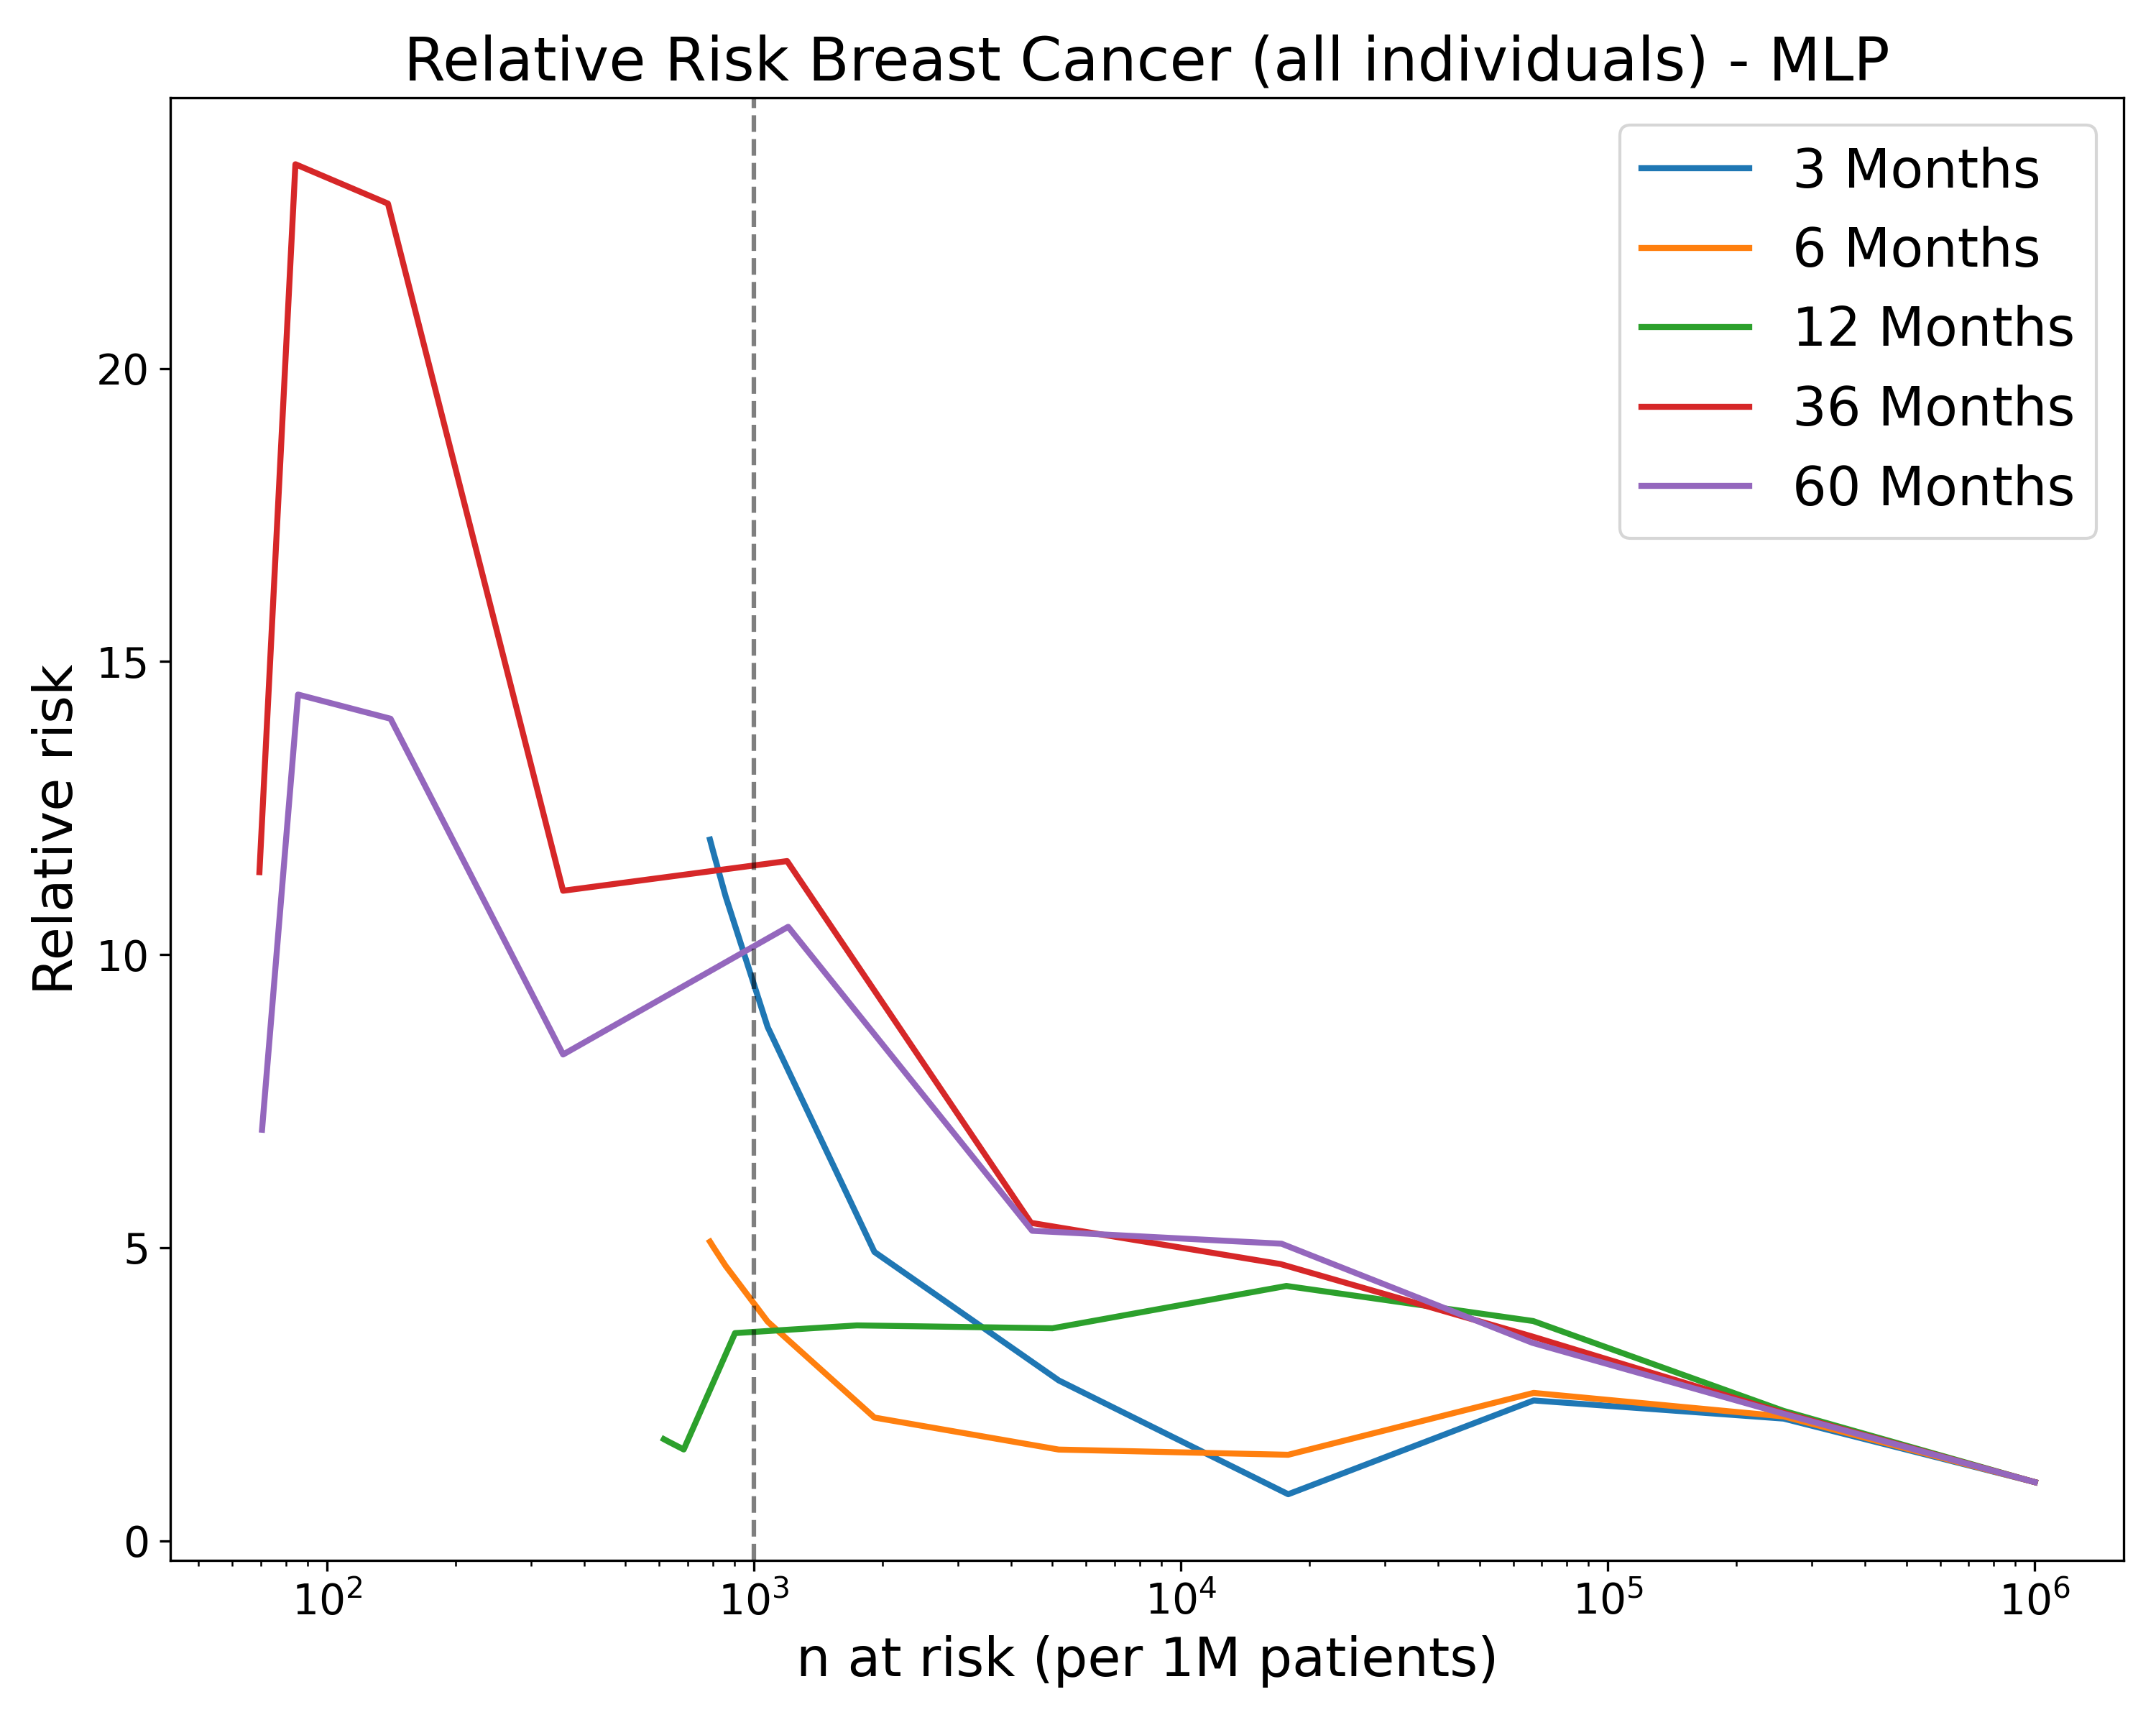 Relative Risk Breast Cancer (all individuals) - MLP
3 Months
6 Months
12 Months
36 Months
60 Months
Relative risk
20
15
10
5
0
10²
10³
10⁴
10⁵
10⁶
n at risk (per 1M patients)